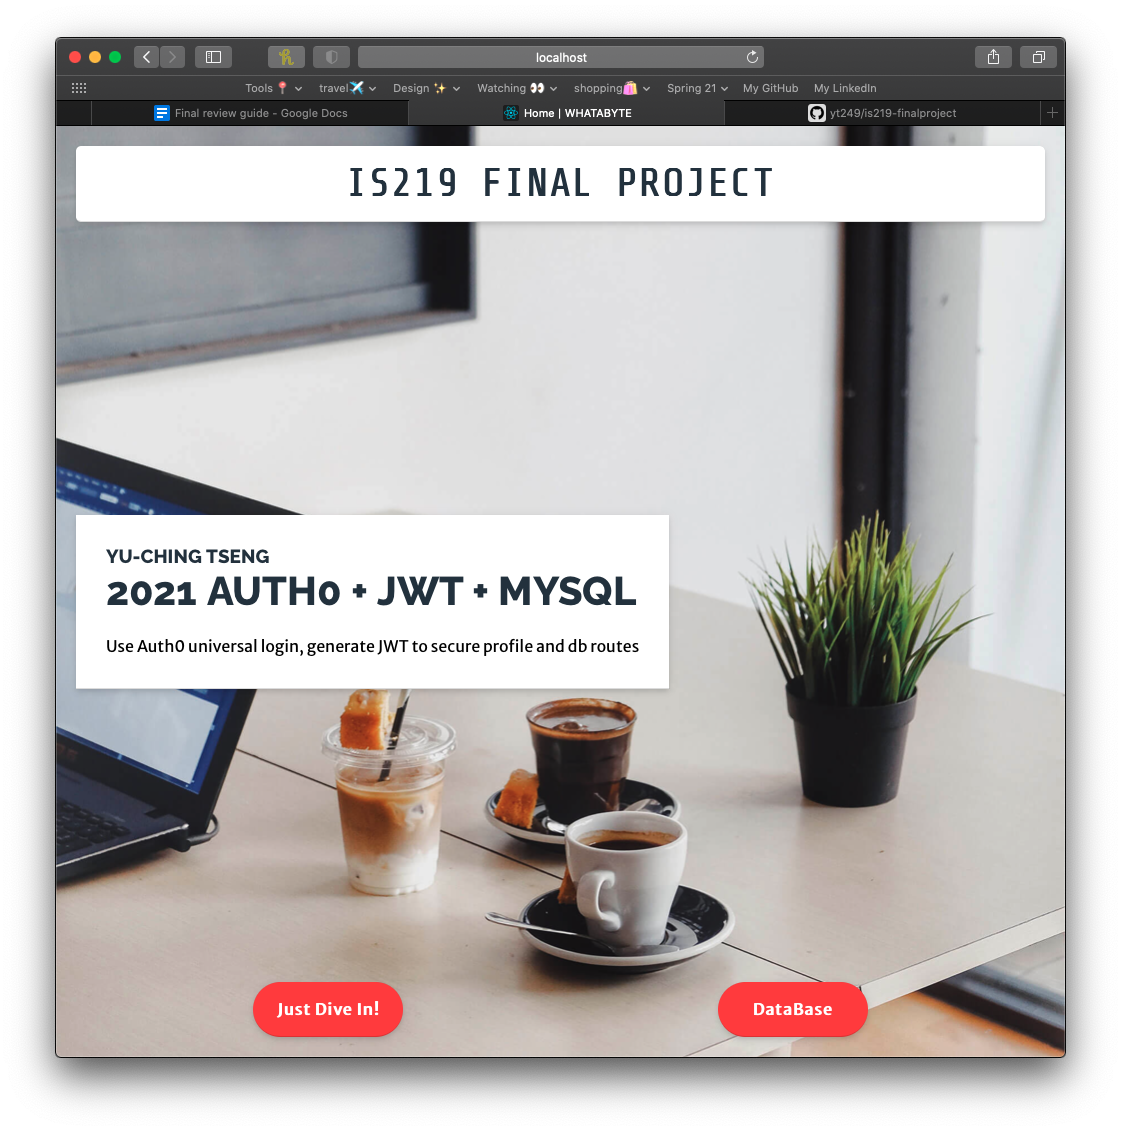 localhost
Tools📍 travel✈️ Design ✨ Watching 👀 shopping🛍️ Spring 21 My GitHub My LinkedIn
Final review guide - Google Docs Home | WHATABYTE yt249/is219-finalproject
IS219 FINAL PROJECT
YU-CHING TSENG
2021 AUTH0 + JWT + MYSQL
Use Auth0 universal login, generate JWT to secure profile and db routes
Just Dive In! DataBase